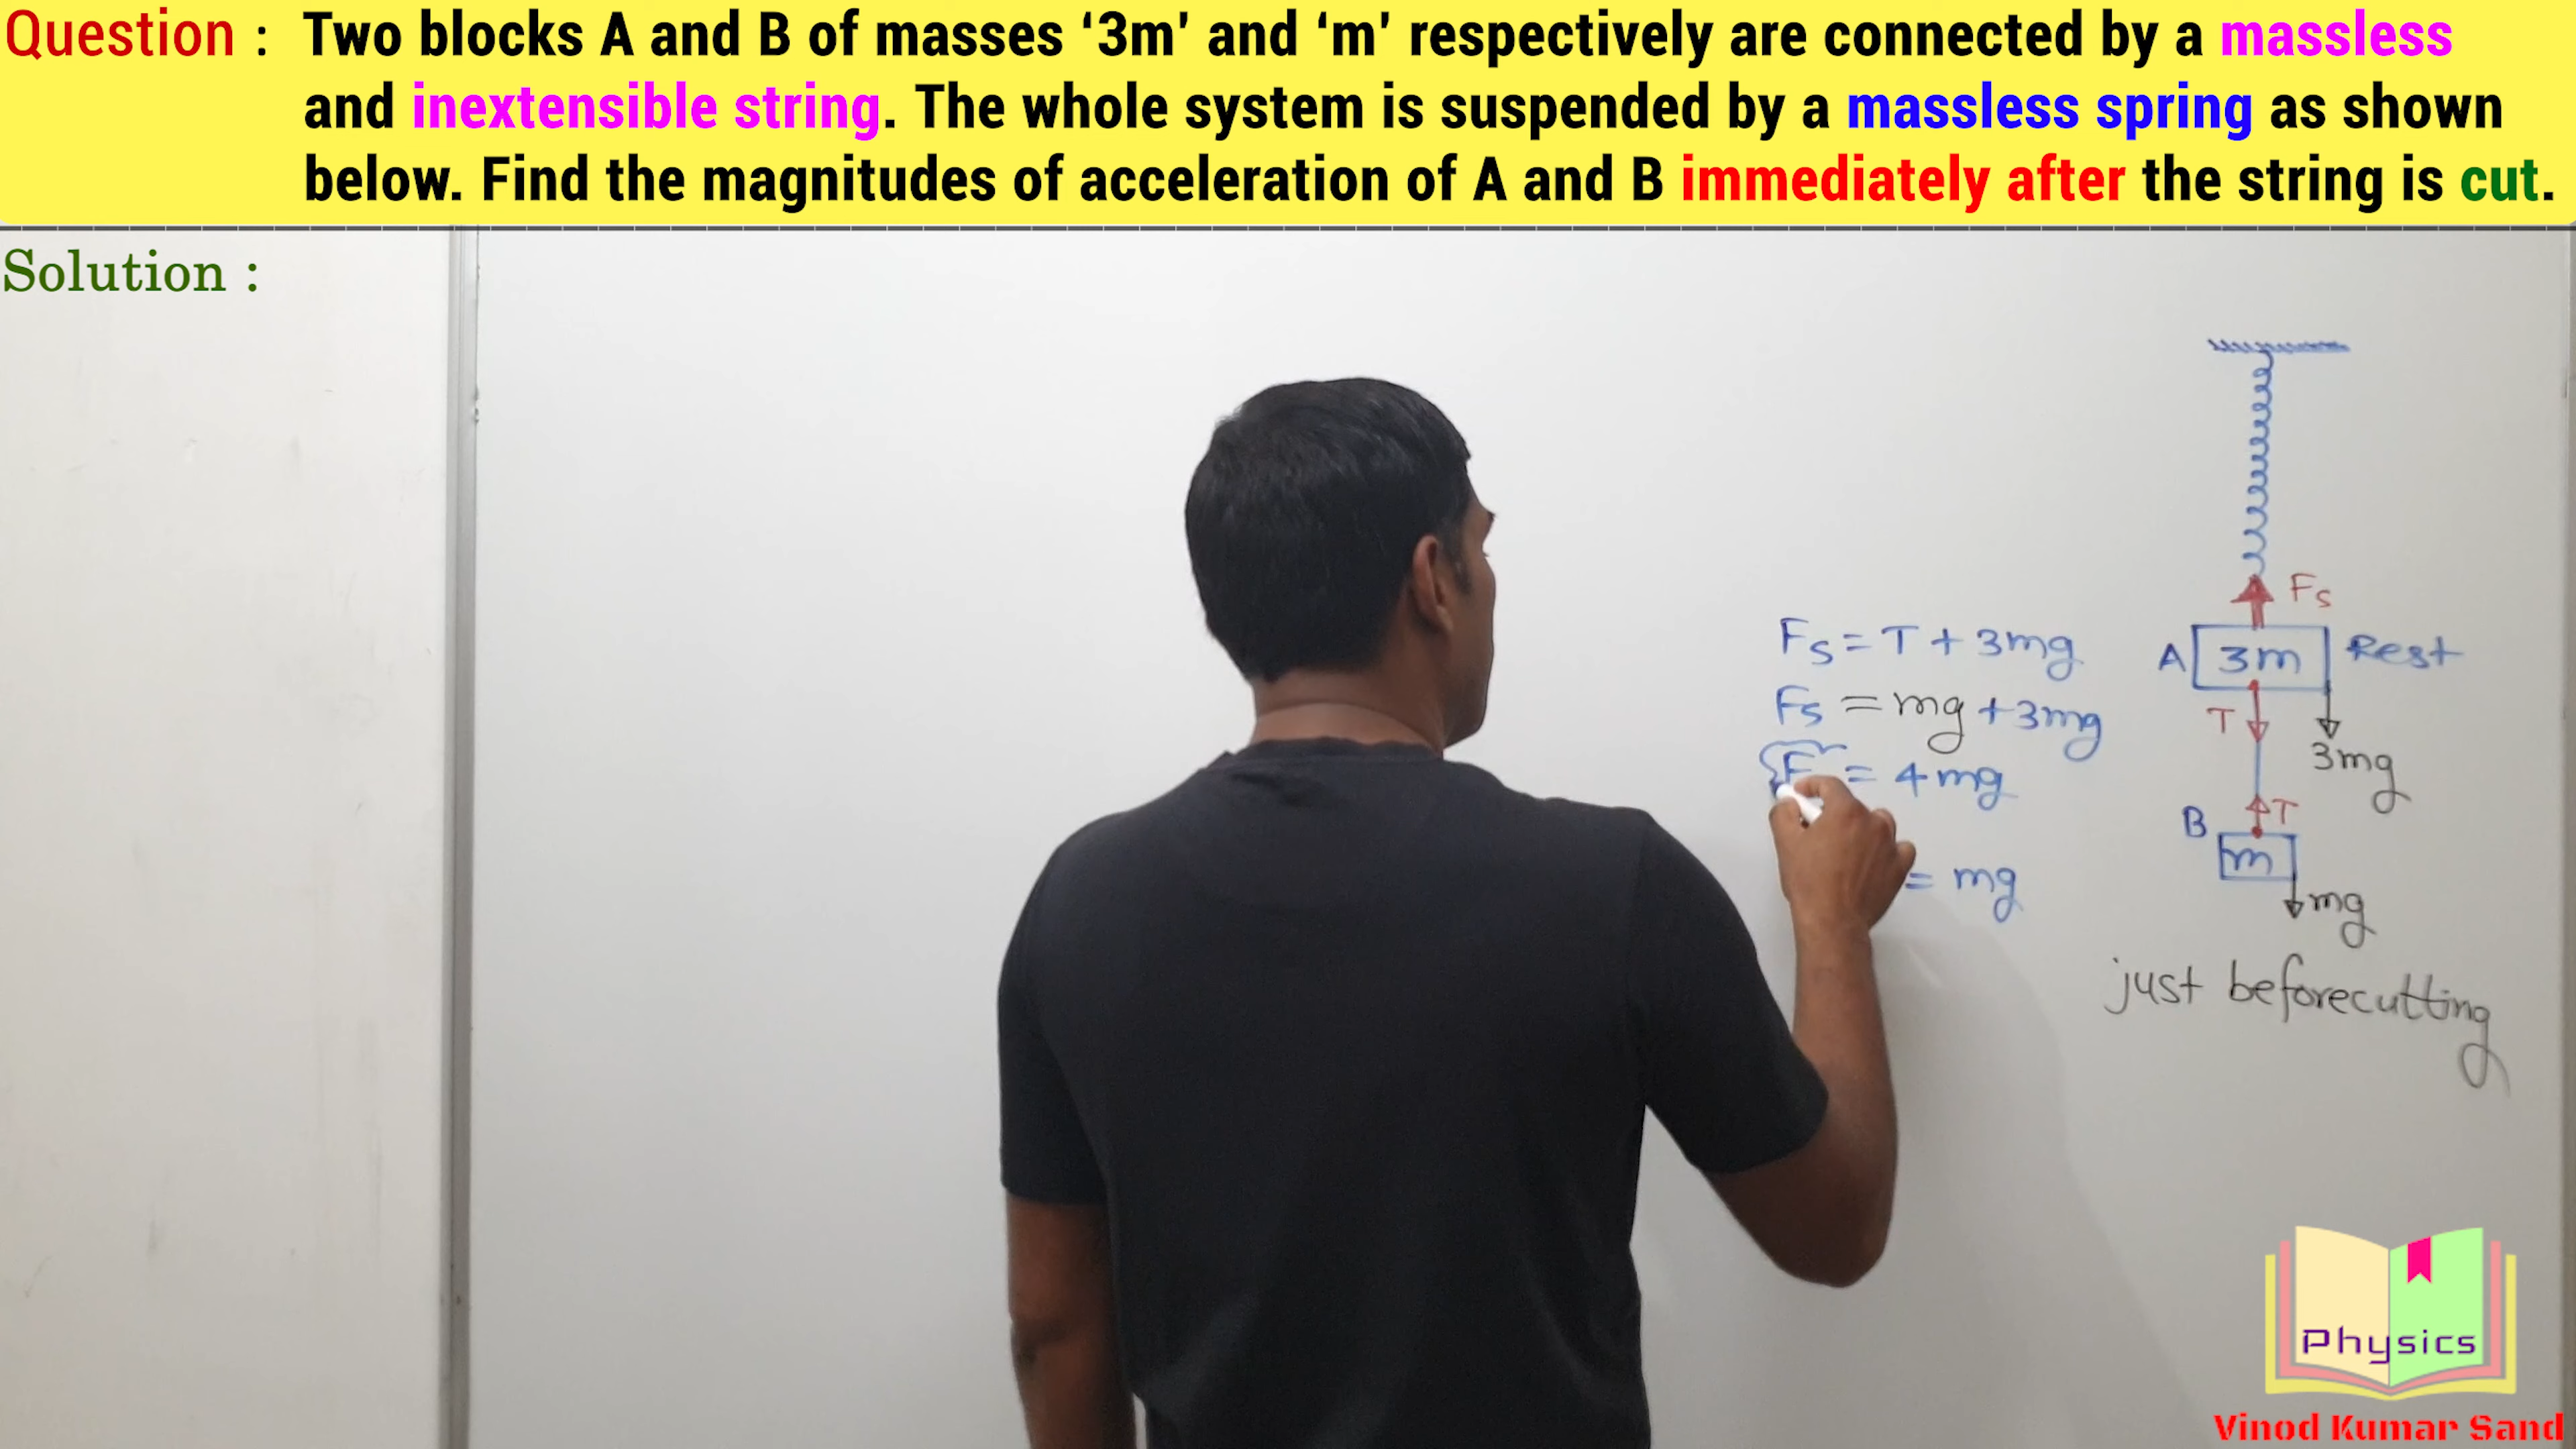 Question : Two blocks A and B of masses ‘3m’ and ‘m’ respectively are connected by a massless
and inextensible string. The whole system is suspended by a massless spring as shown
below. Find the magnitudes of acceleration of A and B immediately after the string is cut.
Solution :
Fs
Fs = T + 3mg
A 3m Rest
Fs = mg + 3mg
T
3mg
F = 4mg
T
B
m
= mg
mg
just before cutting
Physics
Vinod Kumar Sand